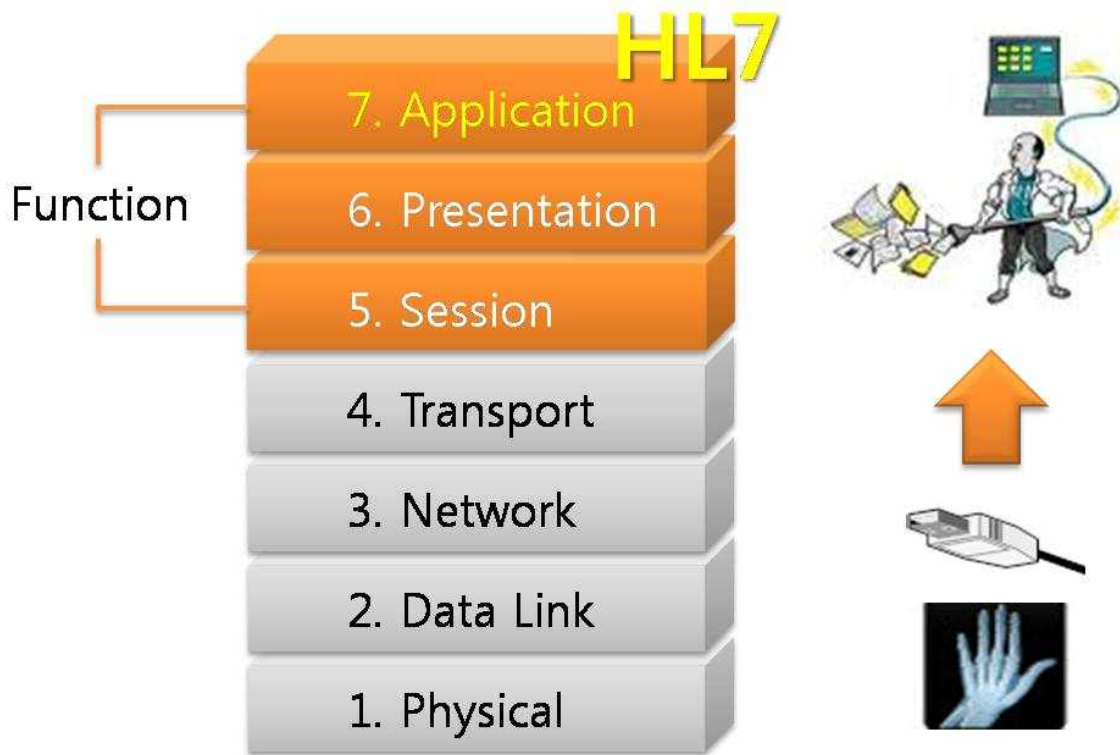 HL7
7. Application
Function
6. Presentation
5. Session
4. Transport
3. Network
2. Data Link
1. Physical